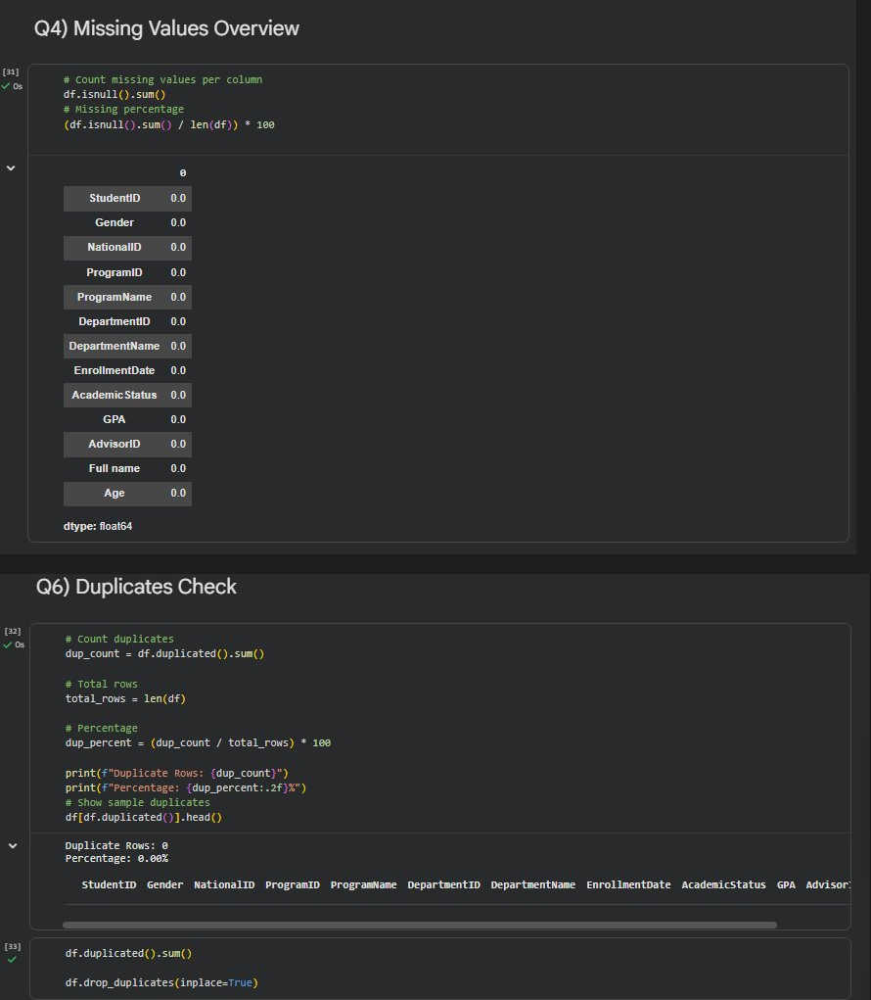 Q4) Missing Values Overview
[31]
0s
# Count missing values per column
df.isnull().sum()
# Missing percentage
(df.isnull().sum() / len(df)) * 100
0
StudentID 0.0
Gender 0.0
NationalID 0.0
ProgramID 0.0
ProgramName 0.0
DepartmentID 0.0
DepartmentName 0.0
EnrollmentDate 0.0
AcademicStatus 0.0
GPA 0.0
AdvisorID 0.0
Full name 0.0
Age 0.0
dtype: float64
Q6) Duplicates Check
[32]
0s
# Count duplicates
dup_count = df.duplicated().sum()
# Total rows
total_rows = len(df)
# Percentage
dup_percent = (dup_count / total_rows) * 100
print(f"Duplicate Rows: {dup_count}")
print(f"Percentage: {dup_percent:.2f}%")
# Show sample duplicates
df[df.duplicated()].head()
Duplicate Rows: 0
Percentage: 0.00%
StudentID Gender NationalID ProgramID ProgramName DepartmentID DepartmentName EnrollmentDate AcademicStatus GPA Advisor
[33]
df.duplicated().sum()
df.drop_duplicates(inplace=True)